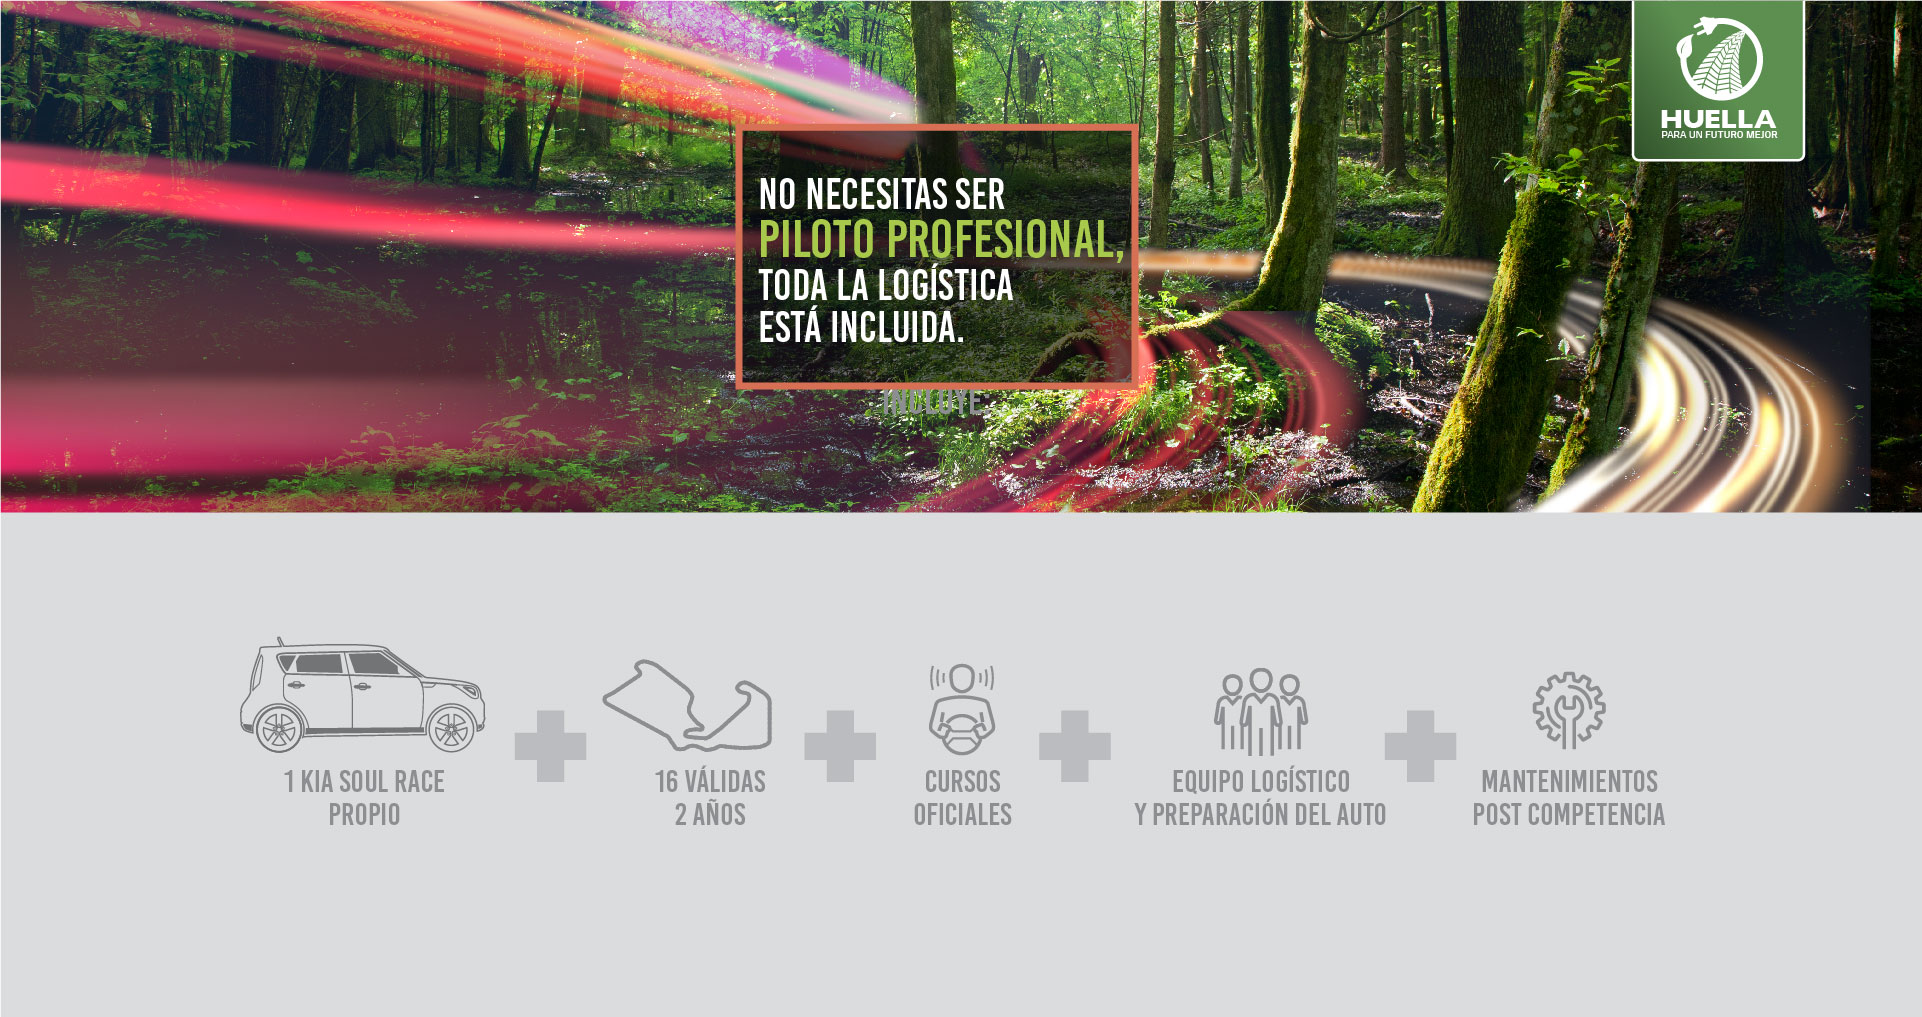 HUELLA
PARA UN FUTURO MEJOR
NO NECESITAS SER
PILOTO PROFESIONAL,
TODA LA LOGÍSTICA
ESTÁ INCLUIDA.
INCLUYE
1 KIA SOUL RACE
PROPIO
16 VÁLIDAS
2 AÑOS
CURSOS
OFICIALES
EQUIPO LOGÍSTICO
Y PREPARACIÓN DEL AUTO
MANTENIMIENTOS
POST COMPETENCIA